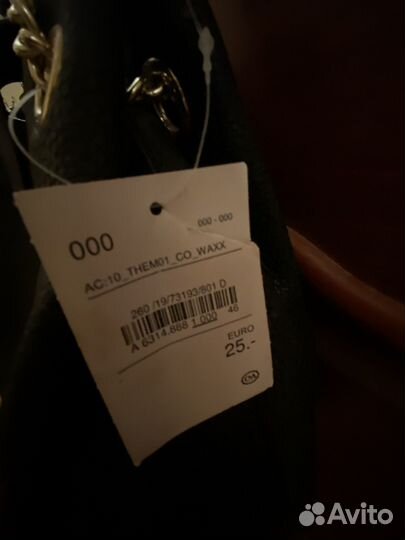 000
000 - 000
AC:10_THEM01_CO_WAXX
260 /19/73193/801 D
A 6314.888 1 000 46
EURO
25.-
C&A
Avito